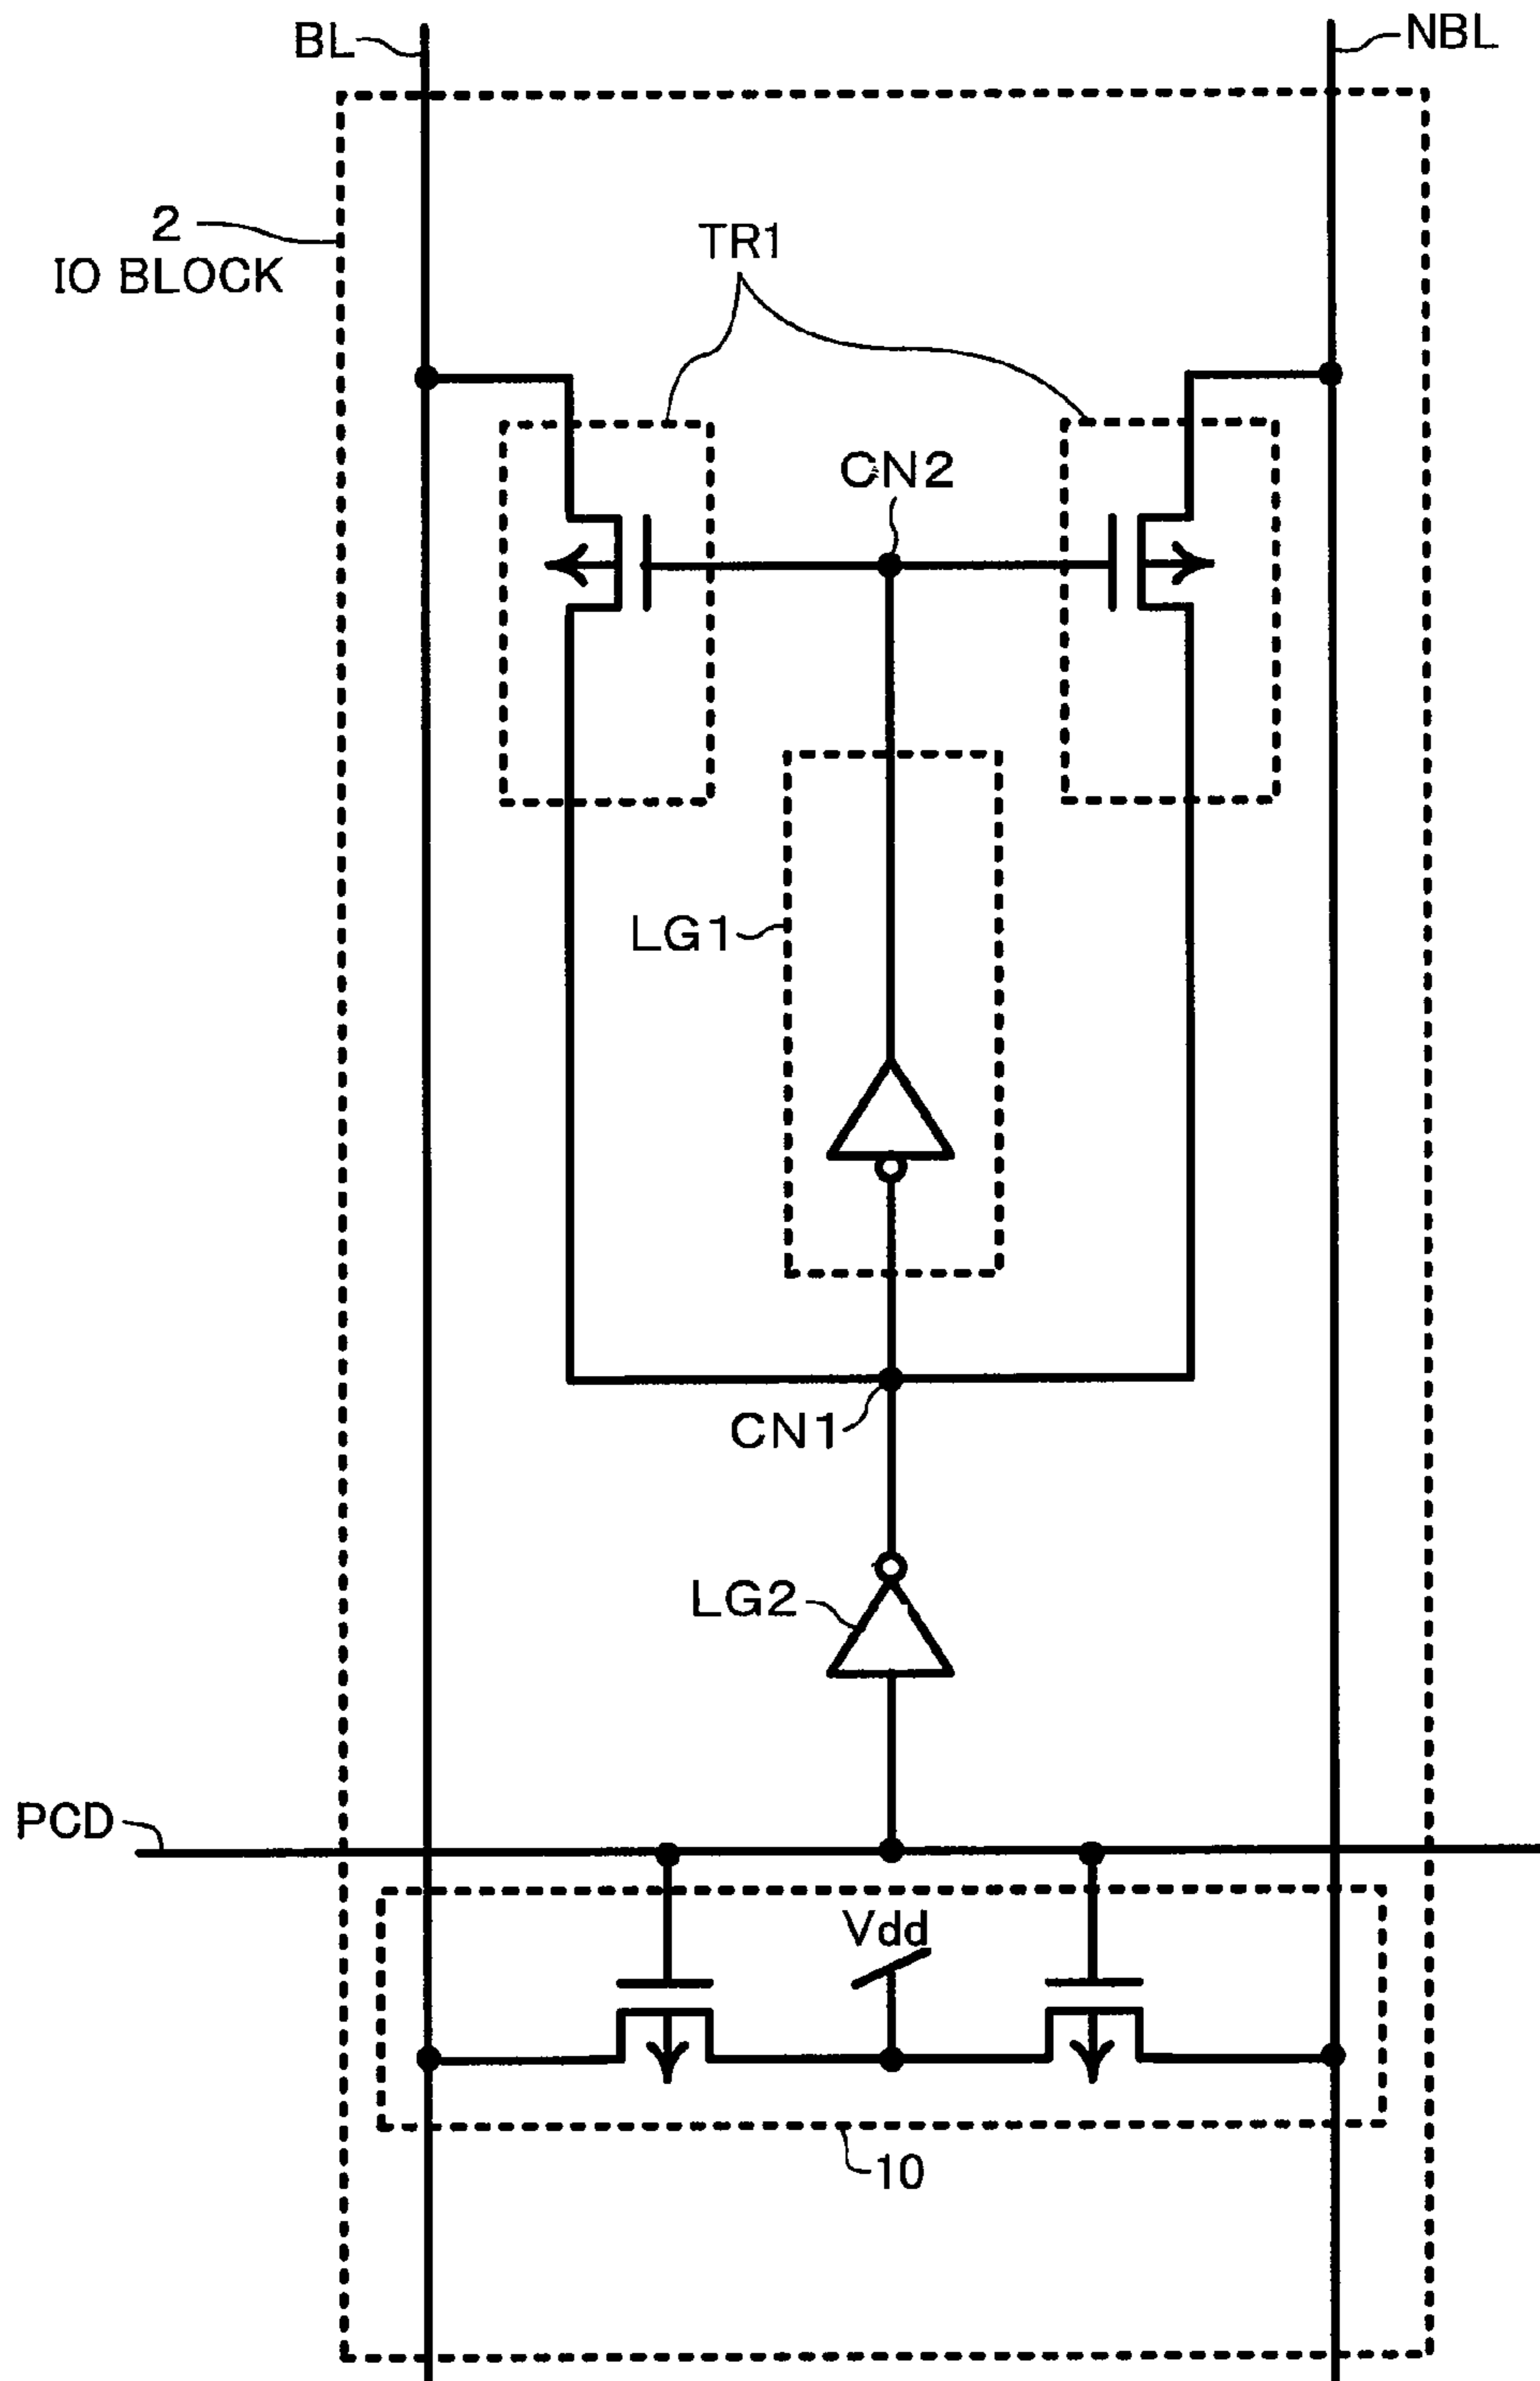 BL
NBL
2
IO BLOCK
TR1
CN2
LG1
CN1
LG2
PCD
Vdd
10